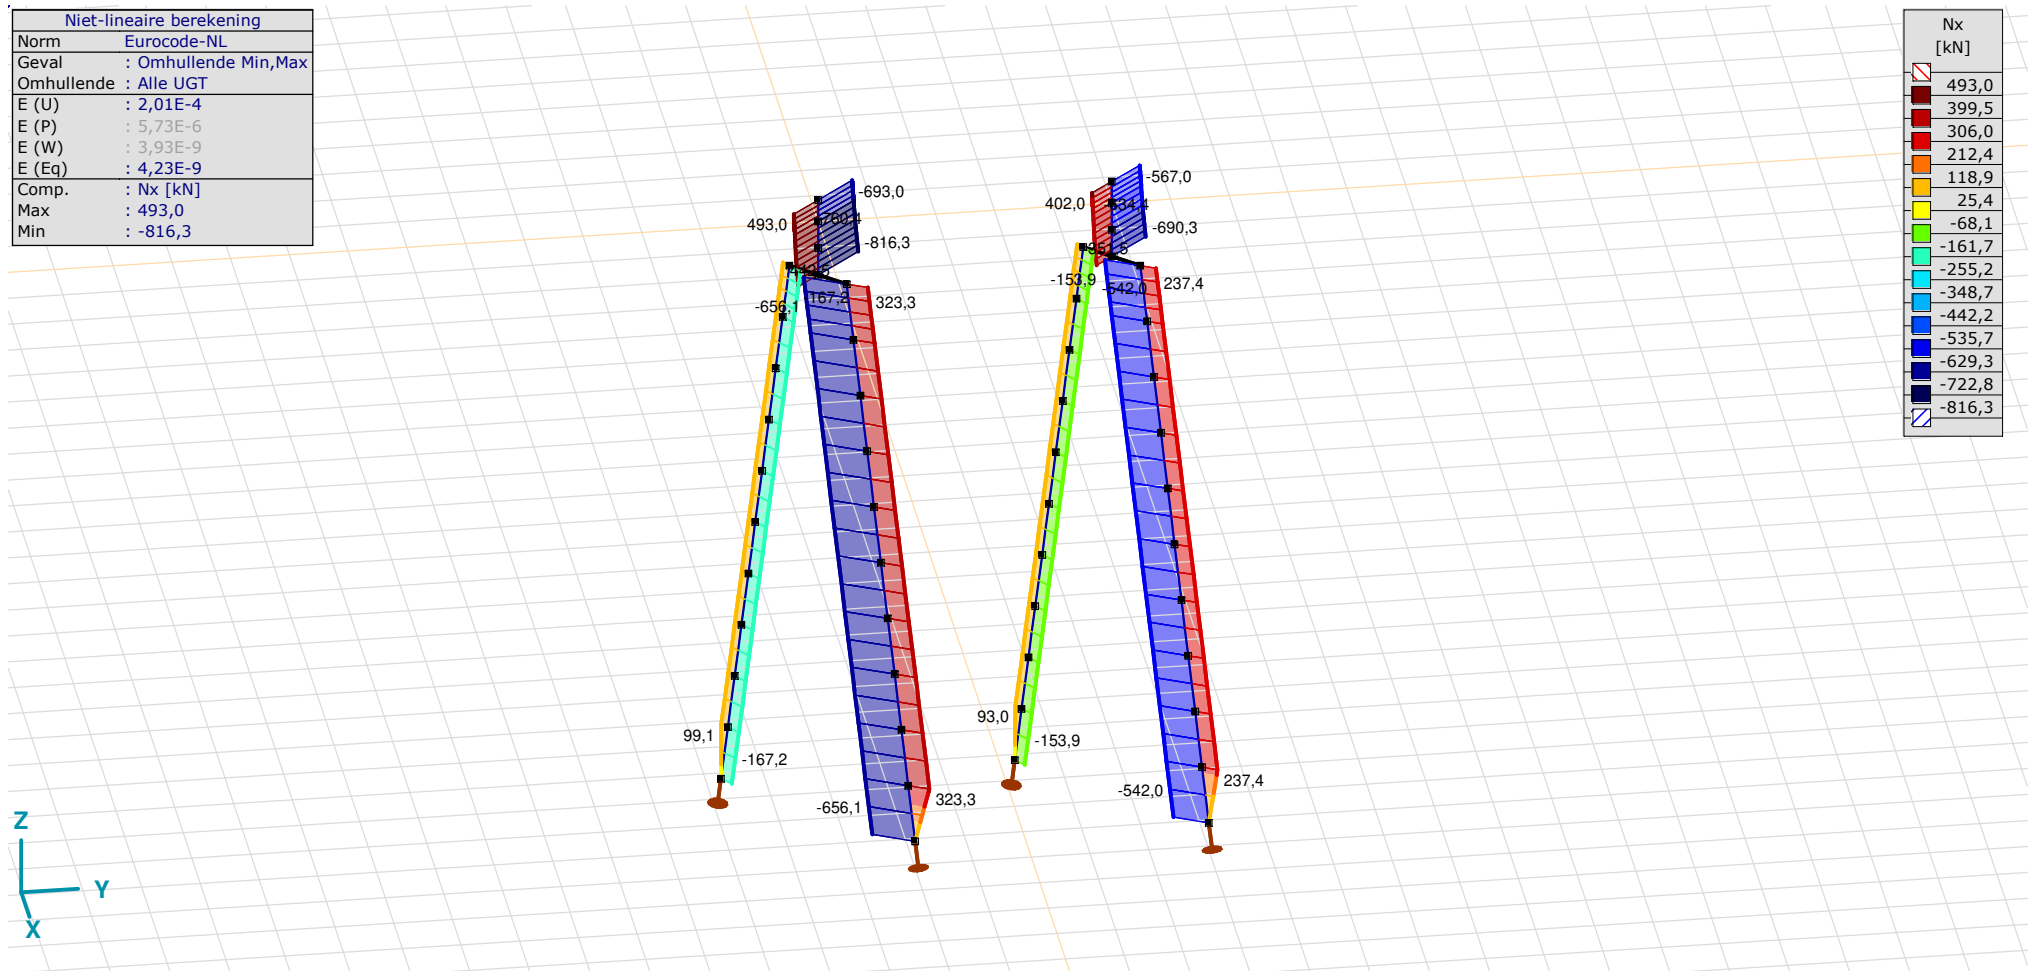 Niet-lineaire berekening
Norm Eurocode-NL
Geval : Omhullende Min,Max
Omhullende : Alle UGT
E (U) : 2,01E-4
E (P) : 5,73E-6
E (W) : 3,93E-9
E (Eq) : 4,23E-9
Comp. : Nx [kN]
Max : 493,0
Min : -816,3
Nx
[kN]
493,0
399,5
306,0
212,4
118,9
25,4
-68,1
-161,7
-255,2
-348,7
-442,2
-535,7
-629,3
-722,8
-816,3
-693,0
493,0
-816,3
-656,1
-167,2
323,3
99,1
-167,2
-656,1
323,3
-567,0
402,0
-690,3
-153,9
-542,0
237,4
93,0
-153,9
-542,0
237,4
Z
Y
X